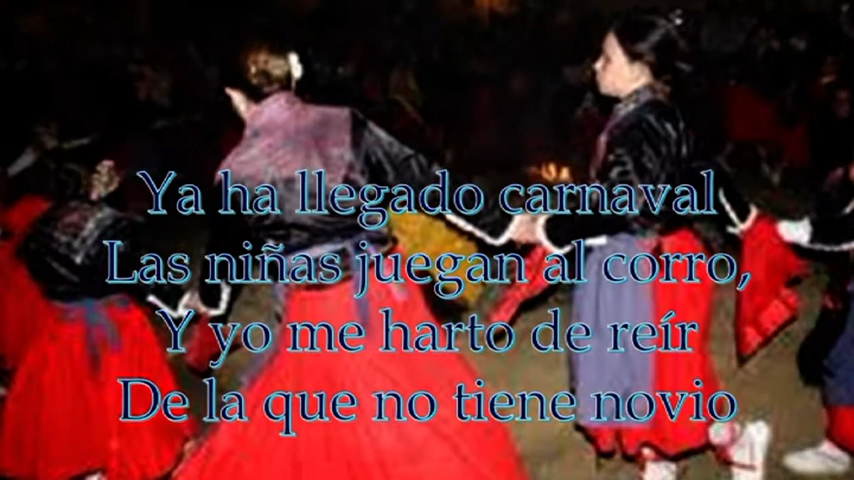 Ya ha llegado carnaval
Las niñas juegan al corro,
Y yo me harto de reír
De la que no tiene novio